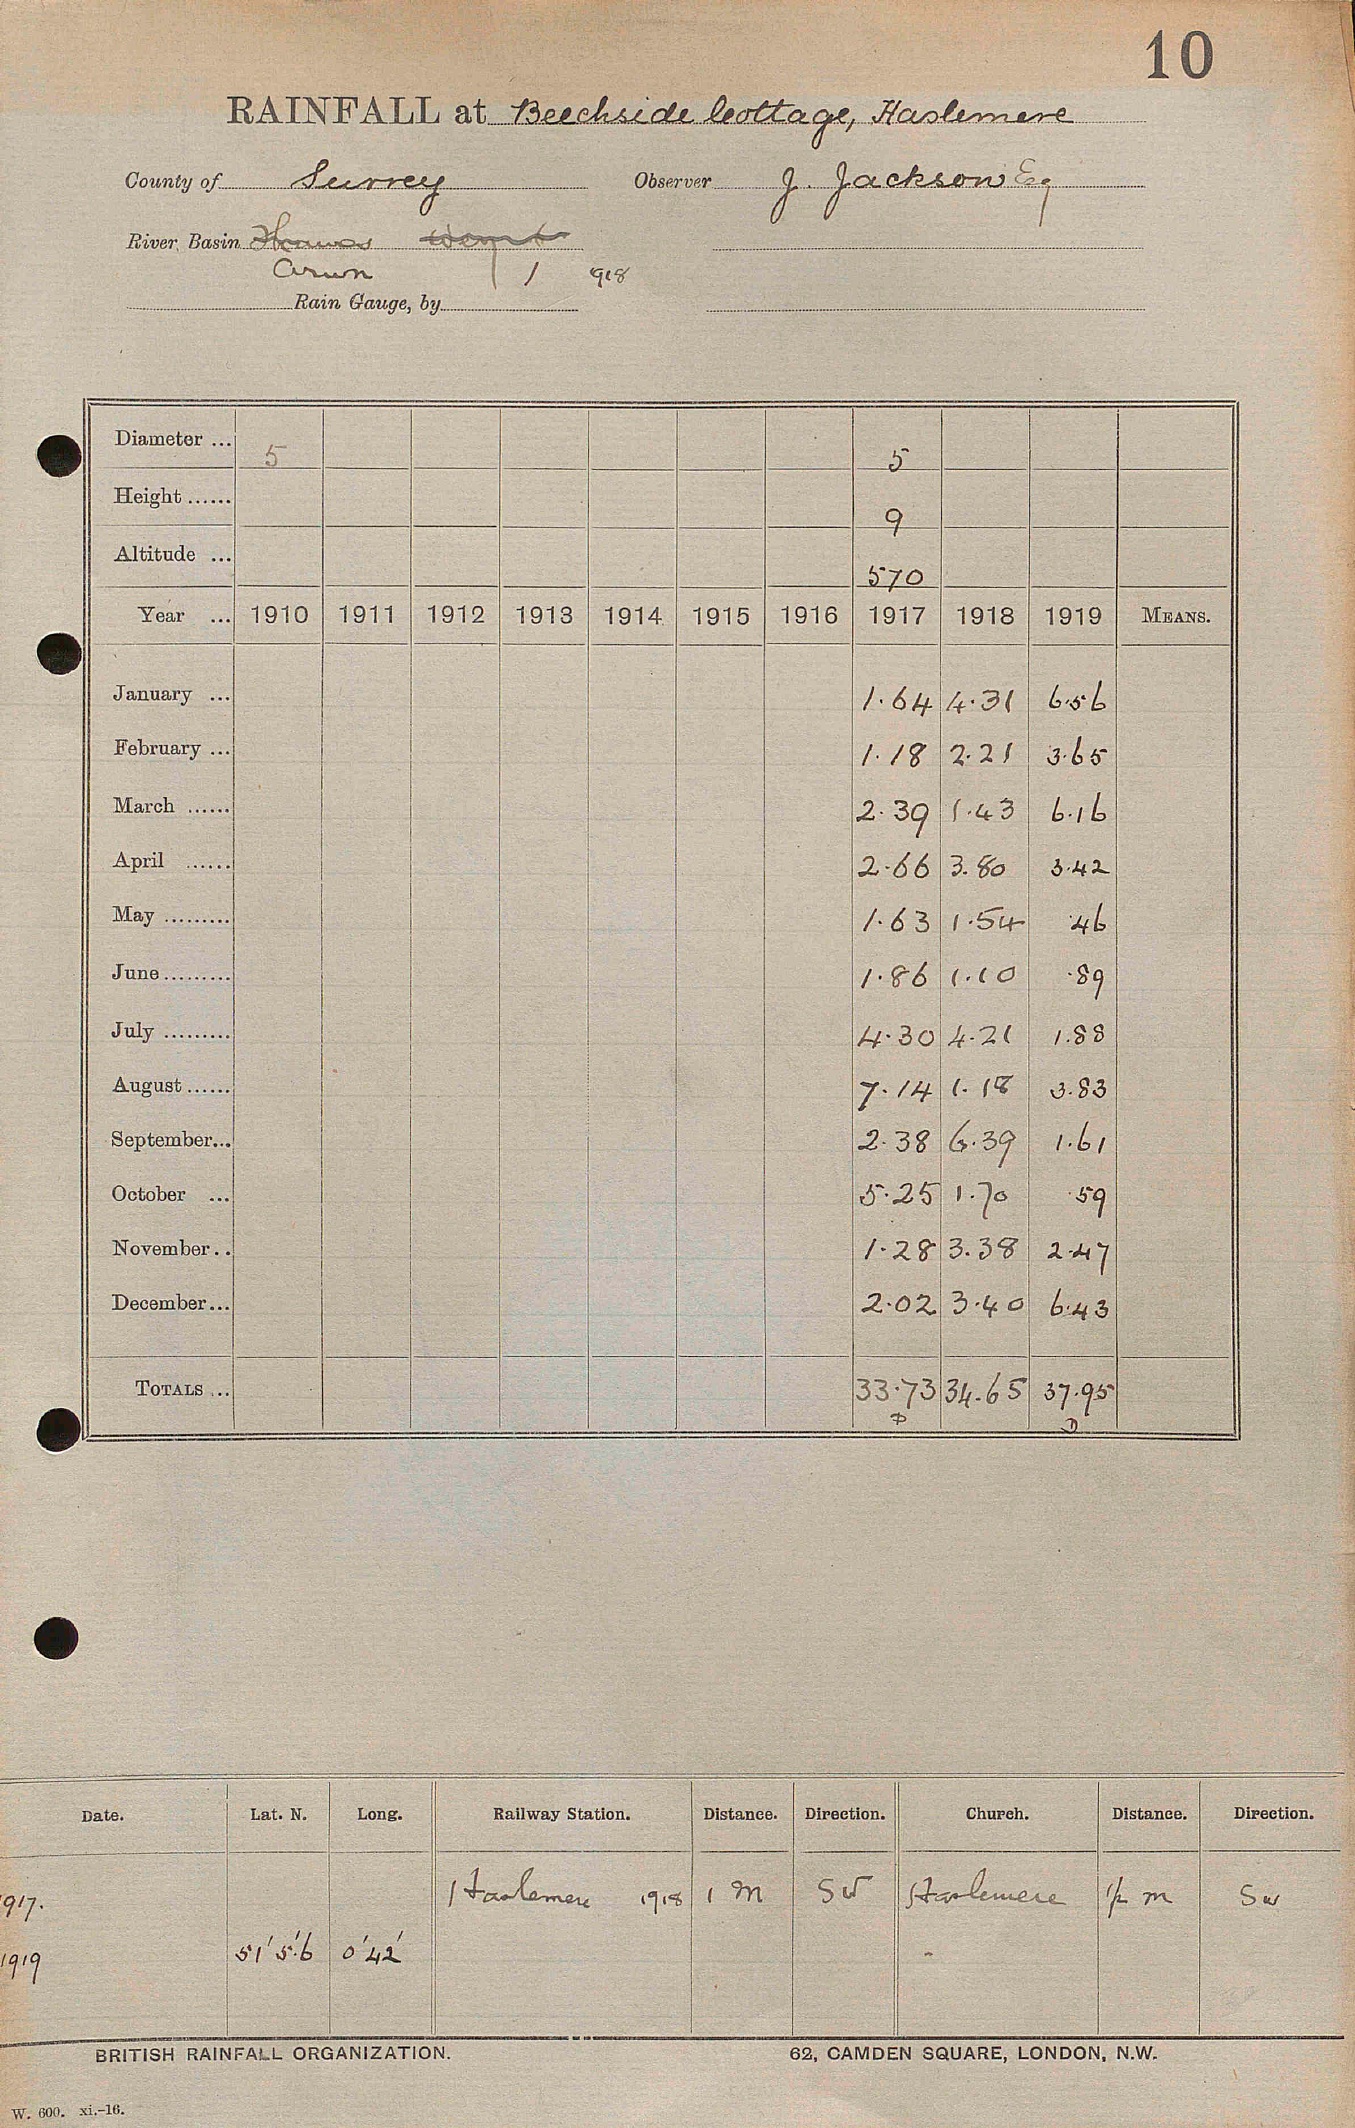 10
RAINFALL at Beechside Cottage, Haslemere
County of Surrey Observer J. Jackson Esq
River Basin Thames
Arun 1 1918
Rain Gauge, by
Diameter ... 5 5
Height ...... 9
Altitude ... 570
Year ... 1910 1911 1912 1913 1914 1915 1916 1917 1918 1919 MEANS.
January ... 1.64 4.31 6.56
February ... 1.18 2.21 3.65
March ...... 2.39 1.43 6.16
April ...... 2.66 3.80 3.42
May ......... 1.63 1.54 .46
June ......... 1.86 1.10 .89
July ......... 4.30 4.21 1.88
August ...... 7.14 1.18 3.83
September... 2.38 6.39 1.61
October ... 5.25 1.70 .59
November.. 1.28 3.38 2.47
December... 2.02 3.40 6.43
TOTALS ... 33.73 34.65 37.95
D D
Date. Lat. N. Long. Railway Station. Distance. Direction. Church. Distance. Direction.
1917. Haslemere 1918 1 m SW Haslemere 1/2 m SW
1919 51' 5'.6 0' 42'
BRITISH RAINFALL ORGANIZATION. 62, CAMDEN SQUARE, LONDON, N.W.
W. 600. xi.-16.